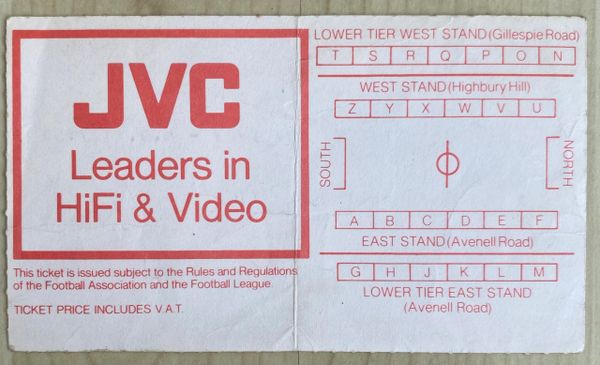 JVC
Leaders in
HiFi & Video
This ticket is issued subject to the Rules and Regulations
of the Football Association and the Football League.
TICKET PRICE INCLUDES V.A.T.
LOWER TIER WEST STAND (Gillespie Road)
T S R Q P O N
WEST STAND (Highbury Hill)
Z Y X W V U
SOUTH
NORTH
A B C D E F
EAST STAND (Avenell Road)
G H J K L M
LOWER TIER EAST STAND
(Avenell Road)